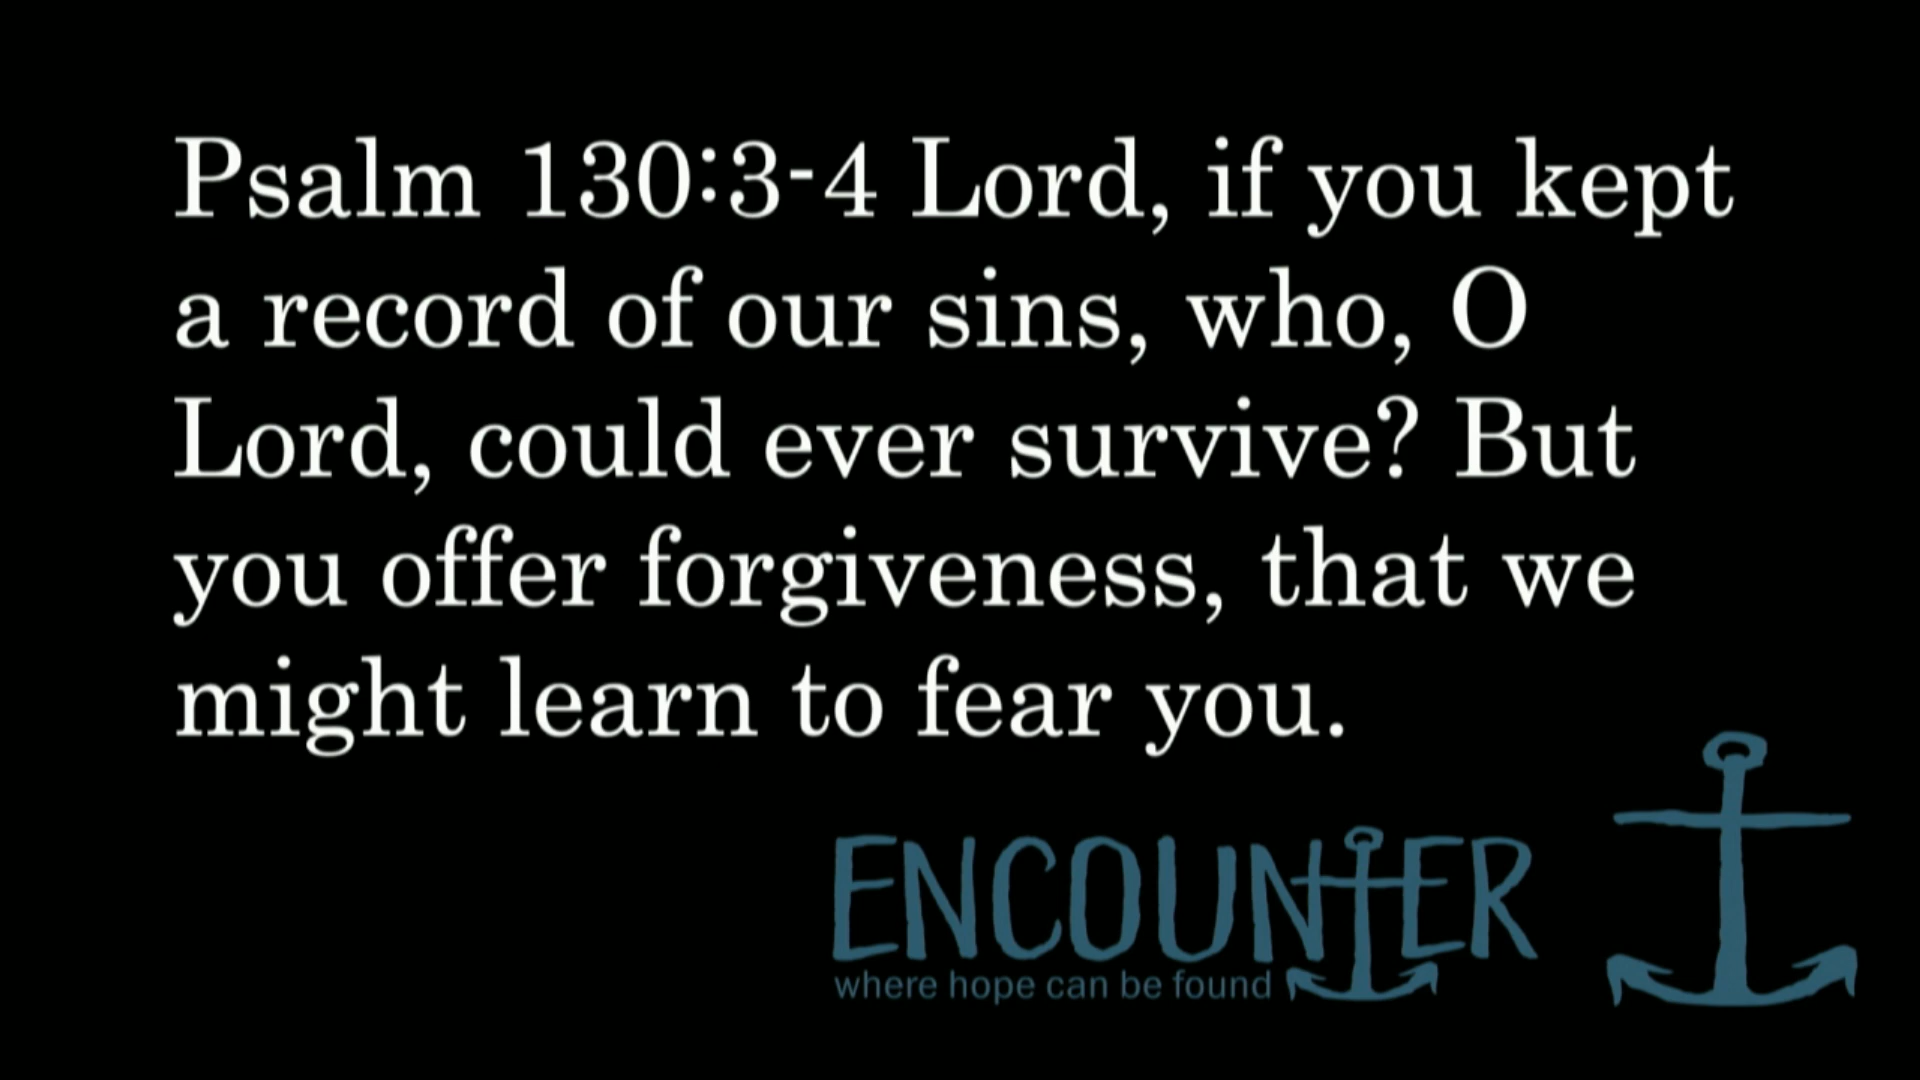 Psalm 130:3-4 Lord, if you kept
a record of our sins, who, O
Lord, could ever survive? But
you offer forgiveness, that we
might learn to fear you.
ENCOUNTER
where hope can be found